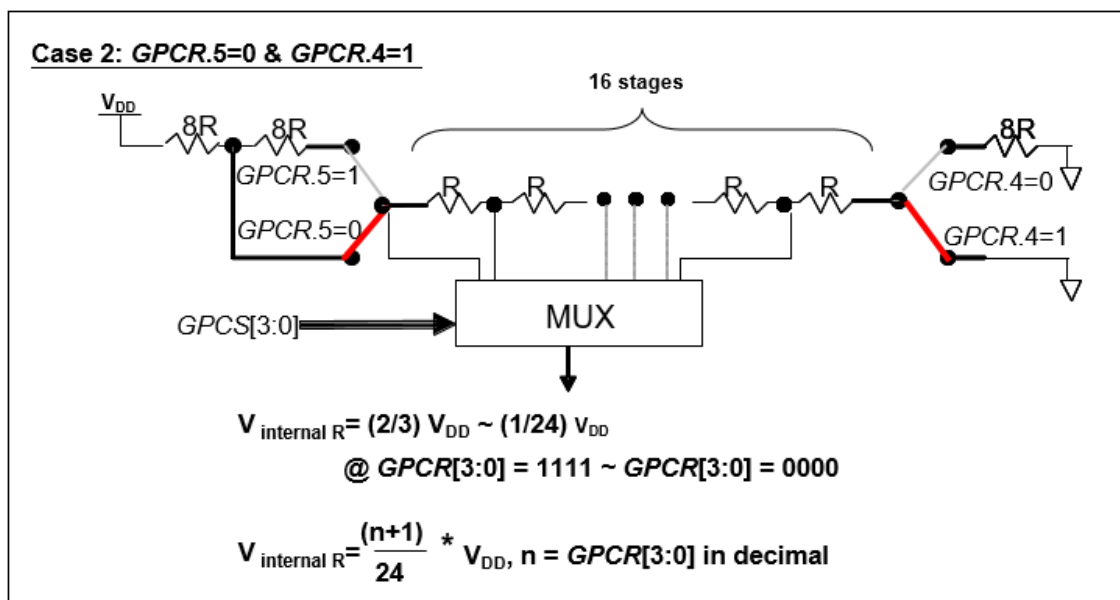 Case 2: GPCR.5=0 & GPCR.4=1
16 stages
VDD
8R
8R
8R
GPCR.5=1
R
R
R
R
GPCR.4=0
GPCR.5=0
GPCR.4=1
GPCS[3:0]
MUX
V internal R= (2/3) VDD ~ (1/24) VDD
@ GPCR[3:0] = 1111 ~ GPCR[3:0] = 0000
V internal R= (n+1)/24 * VDD, n = GPCR[3:0] in decimal